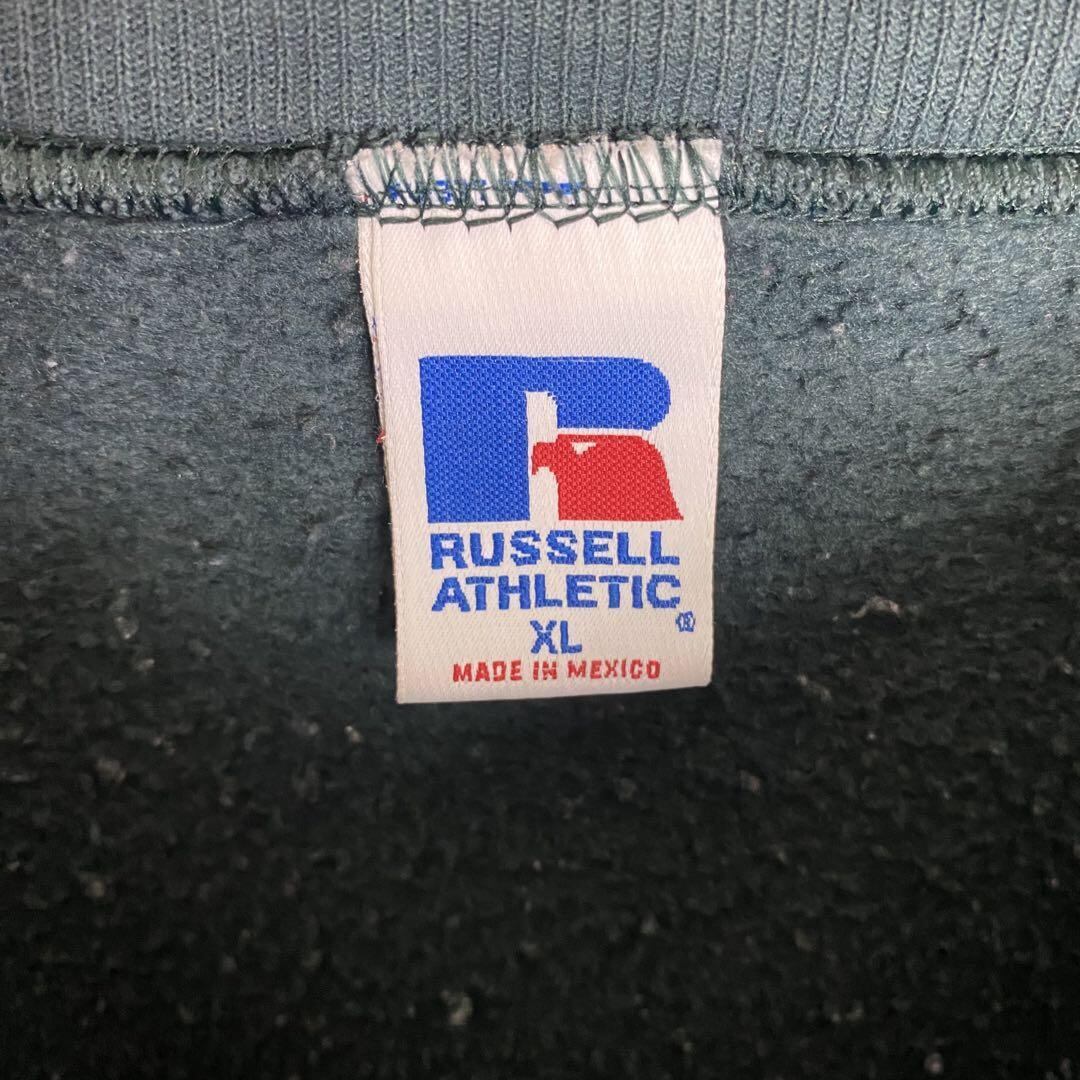 RUSSELL
ATHLETIC
®
XL
MADE IN MEXICO